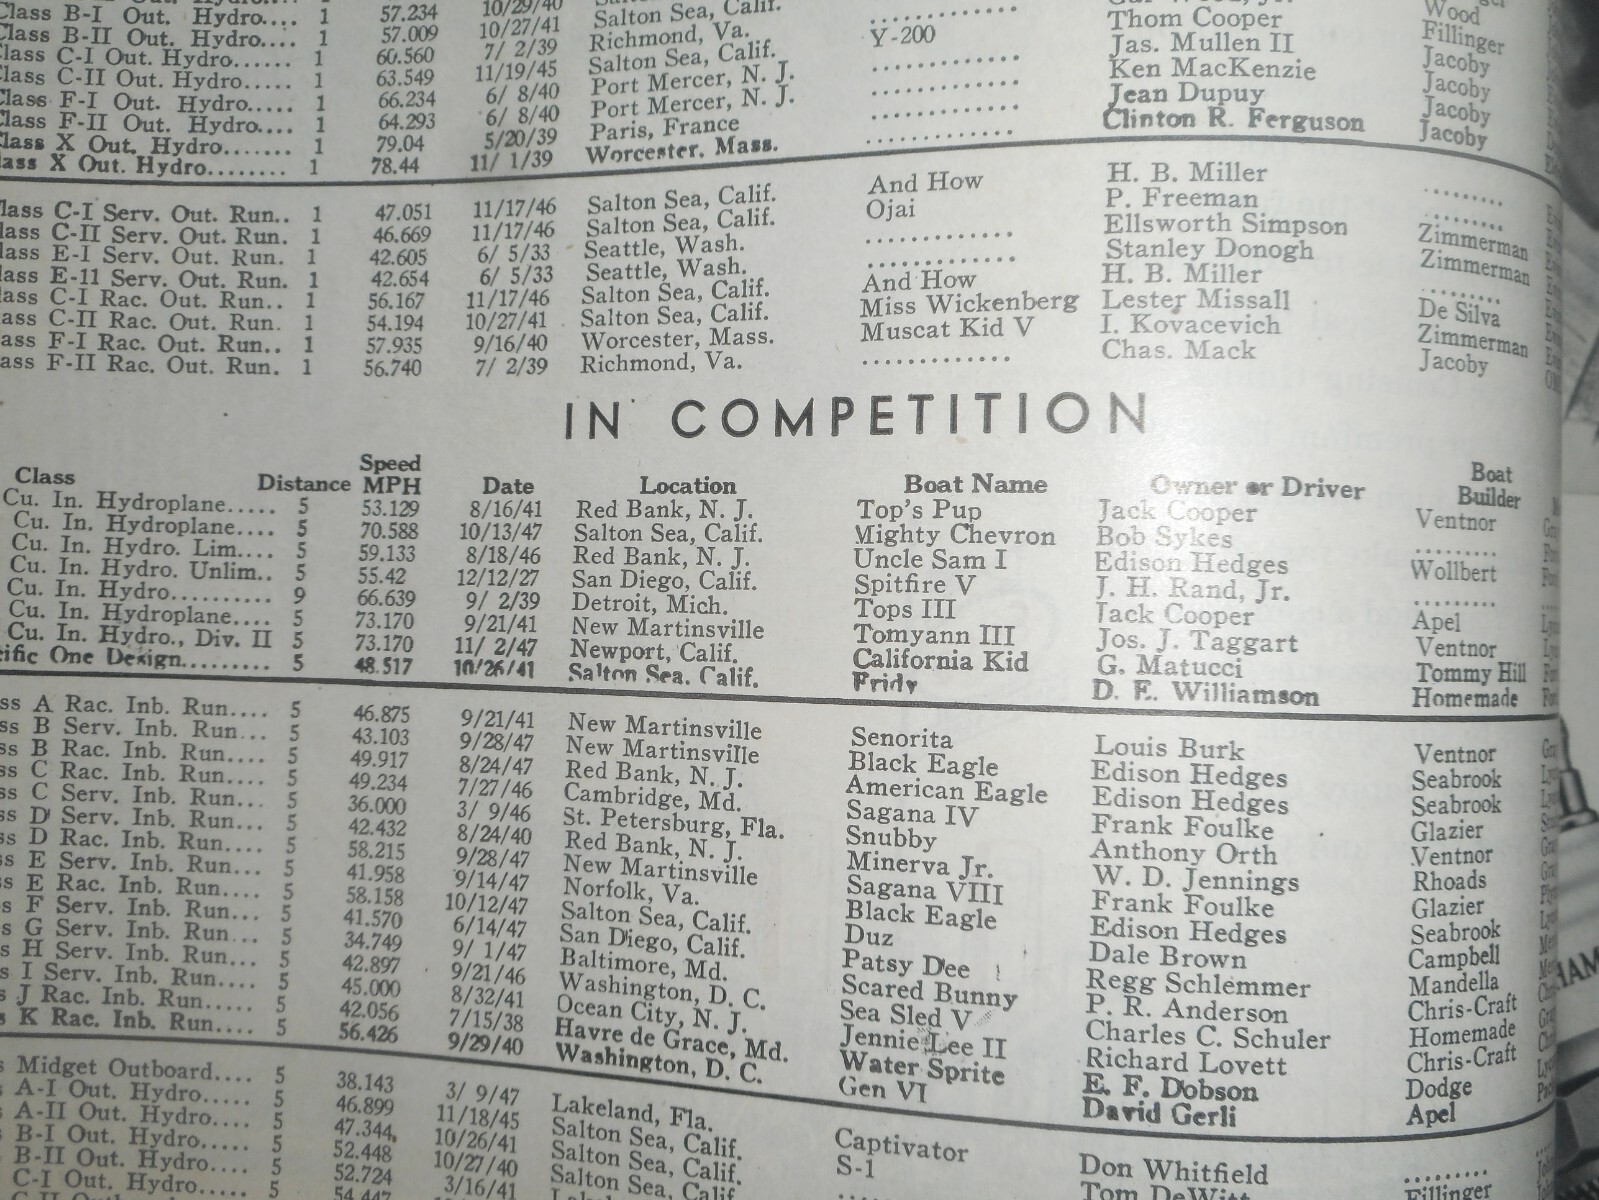 Class B-I Out. Hydro.... 1 57.234 10/29/40
Class B-II Out. Hydro.... 1 57.009 10/27/41 Salton Sea, Calif. ............
Class C-I Out. Hydro...... 1 60.560 7/ 2/39 Richmond, Va. ............ Wood
Class C-II Out. Hydro..... 1 63.549 11/19/45 Salton Sea, Calif. Y-200 Thom Cooper Fillinger
Class F-I Out. Hydro..... 1 66.234 6/ 8/40 Port Mercer, N. J. ............ Jas. Mullen II Jacoby
Class F-II Out. Hydro.... 1 64.293 6/ 8/40 Port Mercer, N. J. ............ Ken MacKenzie Jacoby
Class X Out. Hydro....... 1 79.04 5/20/39 Paris, France ............ Jean Dupuy Jacoby
lass X Out. Hydro........ 1 78.44 11/ 1/39 Worcester, Mass. ............ Clinton R. Ferguson Jacoby
lass C-I Serv. Out. Run.. 1 47.051 11/17/46 Salton Sea, Calif. And How H. B. Miller ........
lass C-II Serv. Out. Run. 1 46.669 11/17/46 Salton Sea, Calif. Ojai P. Freeman ........
lass E-I Serv. Out. Run. 1 42.605 6/ 5/33 Seattle, Wash. ............ Ellsworth Simpson Zimmerman
lass E-11 Serv. Out. Run. 1 42.654 6/ 5/33 Seattle, Wash. ............ Stanley Donogh Zimmerman
ass C-I Rac. Out. Run.. 1 56.167 11/17/46 Salton Sea, Calif. And How H. B. Miller ........
ass C-II Rac. Out. Run. 1 54.194 10/27/41 Salton Sea, Calif. Miss Wickenberg Lester Missall De Silva
ass F-I Rac. Out. Run.. 1 57.935 9/16/40 Worcester, Mass. Muscat Kid V I. Kovacevich Zimmerman
ass F-II Rac. Out. Run. 1 56.740 7/ 2/39 Richmond, Va. ............ Chas. Mack Jacoby
IN COMPETITION
Class Distance Speed MPH Date Location Boat Name Owner or Driver Boat Builder
Cu. In. Hydroplane..... 5 53.129 8/16/41 Red Bank, N. J. Top's Pup Jack Cooper Ventnor
Cu. In. Hydroplane.... 5 70.588 10/13/47 Salton Sea, Calif. Mighty Chevron Bob Sykes ........
Cu. In. Hydro. Lim.... 5 59.133 8/18/46 Red Bank, N. J. Uncle Sam I Edison Hedges Wollbert
Cu. In. Hydro. Unlim.. 5 55.42 12/12/27 San Diego, Calif. Spitfire V J. H. Rand, Jr. ........
Cu. In. Hydro.......... 9 66.639 9/ 2/39 Detroit, Mich. Tops III Jack Cooper Apel
Cu. In. Hydroplane.... 5 73.170 9/21/41 New Martinsville Tomyann III Jos. J. Taggart Ventnor
Cu. In. Hydro., Div. II 5 73.170 11/ 2/47 Newport, Calif. California Kid G. Matucci Tommy Hill
ific One Design......... 5 48.517 10/26/41 Salton Sea, Calif. Fridy D. E. Williamson Homemade
ss A Rac. Inb. Run.... 5 46.875 9/21/41 New Martinsville Senorita Louis Burk Ventnor
ss B Serv. Inb. Run... 5 43.103 9/28/47 New Martinsville Black Eagle Edison Hedges Seabrook
ss B Rac. Inb. Run.... 5 49.917 8/24/47 Red Bank, N. J. American Eagle Edison Hedges Seabrook
ss C Rac. Inb. Run.... 5 49.234 7/27/46 Cambridge, Md. Sagana IV Frank Foulke Glazier
ss C Serv. Inb. Run... 5 36.000 3/ 9/46 St. Petersburg, Fla. Snubby Anthony Orth Ventnor
ss D Serv. Inb. Run... 5 42.432 8/24/40 Red Bank, N. J. Minerva Jr. W. D. Jennings Rhoads
ss D Rac. Inb. Run.... 5 58.215 9/28/47 New Martinsville Sagana VIII Frank Foulke Glazier
ss E Serv. Inb. Run... 5 41.958 9/14/47 Norfolk, Va. Black Eagle Edison Hedges Seabrook
s E Rac. Inb. Run.... 5 58.158 10/12/47 Salton Sea, Calif. Duz Dale Brown Campbell
s F Serv. Inb. Run... 5 41.570 6/14/47 San Diego, Calif. Patsy Dee Regg Schlemmer Mandella
s G Serv. Inb. Run... 5 34.749 9/ 1/47 Baltimore, Md. Scared Bunny P. R. Anderson Chris-Craft
s H Serv. Inb. Run... 5 42.897 9/21/46 Washington, D. C. Sea Sled V Charles C. Schuler Homemade
s I Serv. Inb. Run... 5 45.000 8/32/41 Ocean City, N. J. Jennie Lee II Richard Lovett Chris-Craft
s J Rac. Inb. Run.... 5 42.056 7/15/38 Havre de Grace, Md. Water Sprite E. F. Dobson Dodge
s K Rac. Inb. Run.... 5 56.426 9/29/40 Washington, D. C. Gen VI David Gerli Apel
s Midget Outboard.... 5 38.143 3/ 9/47 Lakeland, Fla. Captivator Don Whitfield ........
A-I Out. Hydro..... 5 46.899 11/18/45 Salton Sea, Calif. S-1 Tom DeWitt Fillinger
A-II Out. Hydro.... 5 47.344 10/26/41 Salton Sea, Calif.
B-I Out. Hydro..... 5 52.448 10/27/40 Salton Sea, Calif.
B-II Out. Hydro.... 5 52.724 3/16/41
C-I Out. Hydro..... 5 54.447